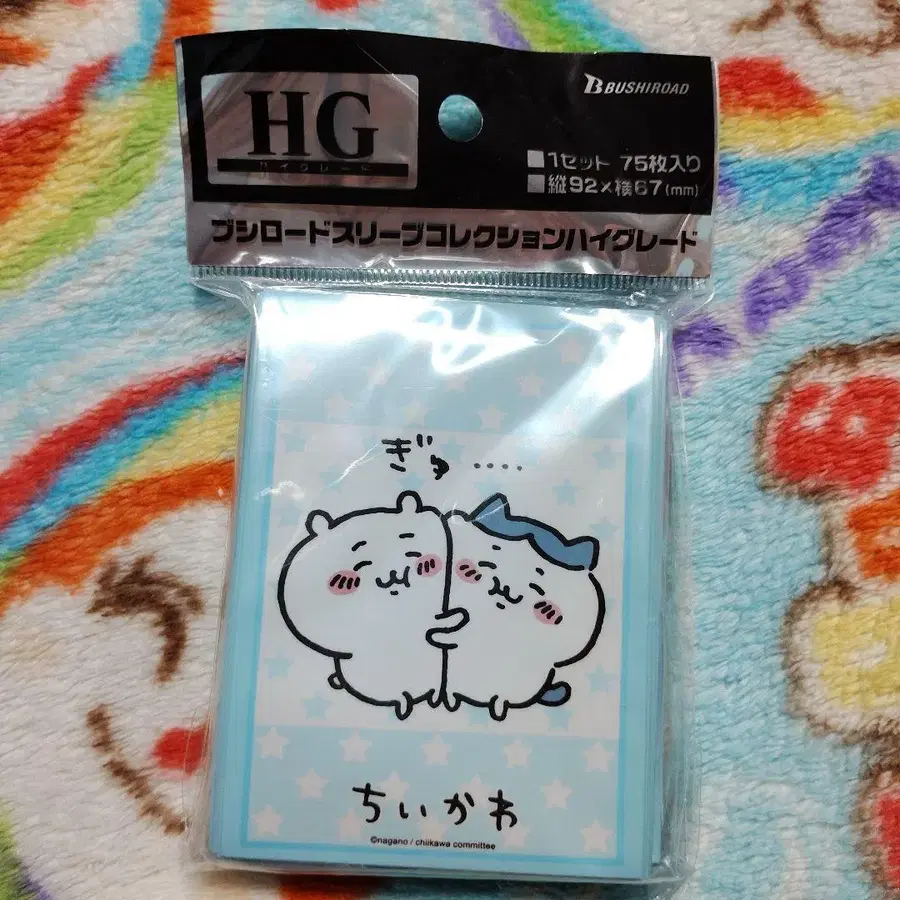 HG
ハイグレード
BUSHIROAD
■1セット 75枚入り
■縦92×横67(mm)
ブシロードスリーブコレクションハイグレード
ぎゅ‥‥
ちいかわ
©nagano / chiikawa committee